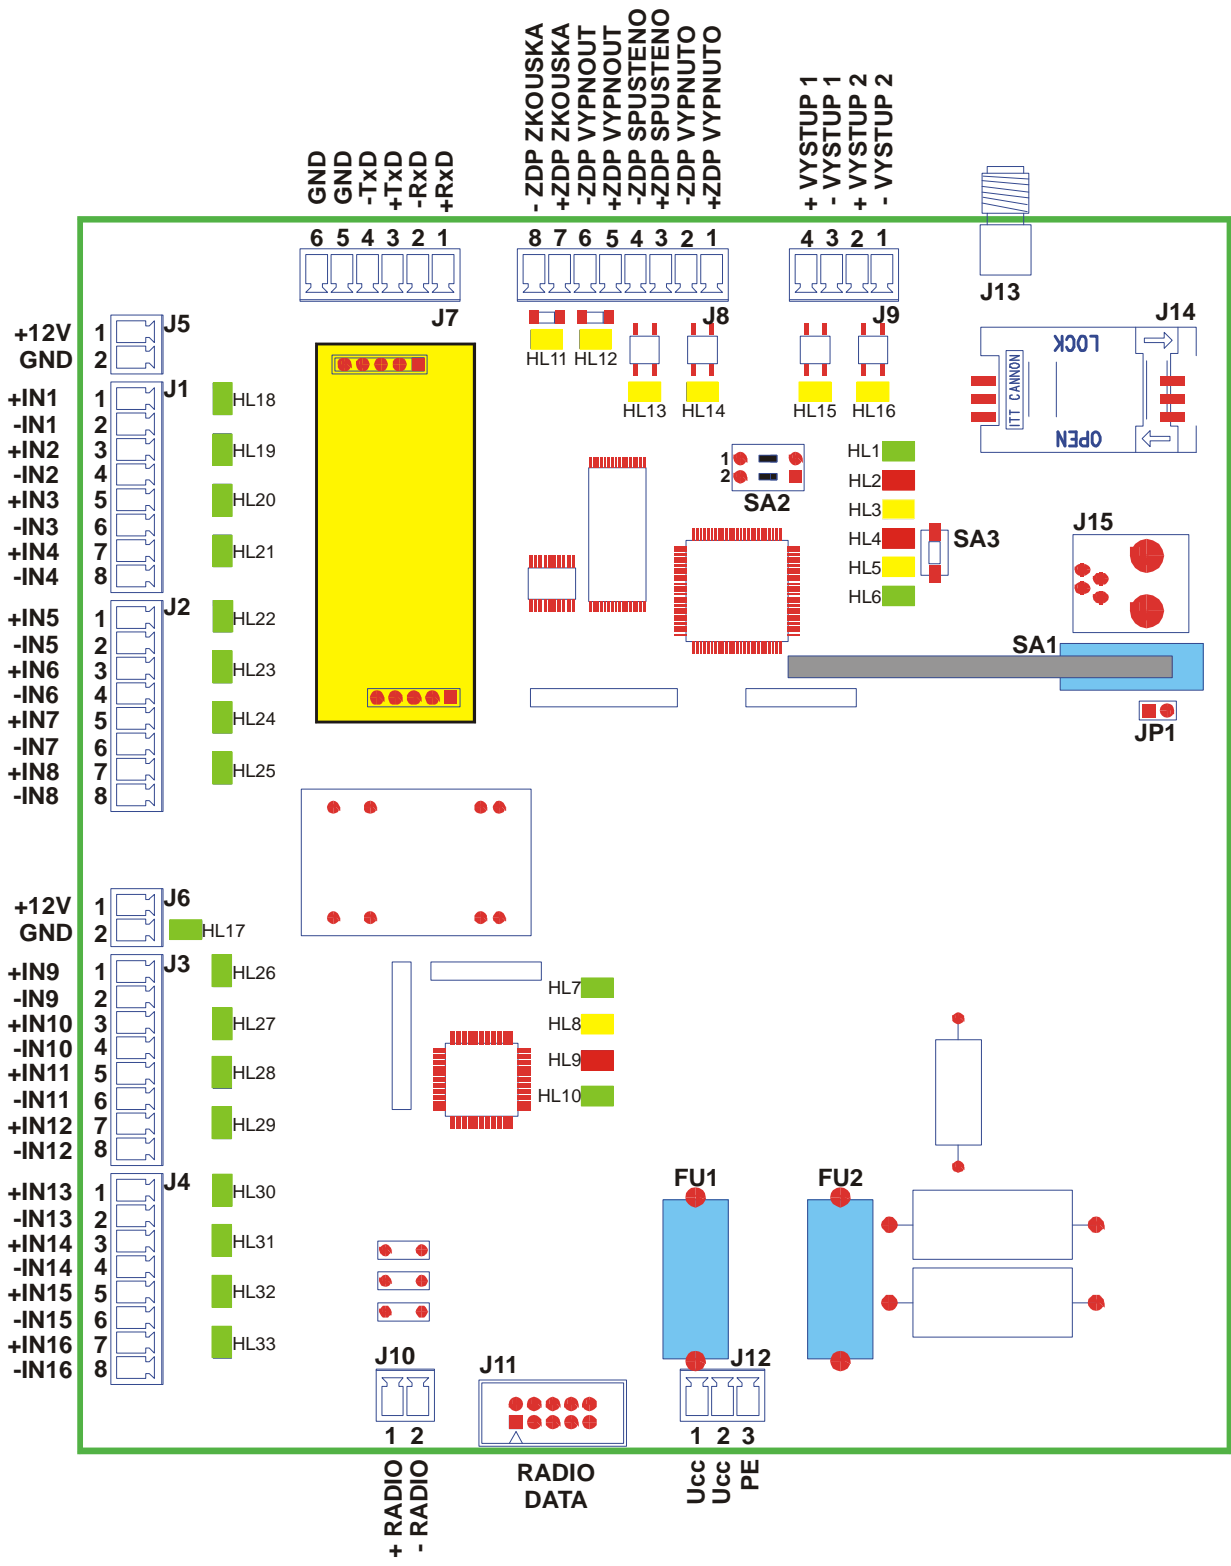 -ZDP ZKOUSKA
+ZDP ZKOUSKA
-ZDP VYPNOUT
+ZDP VYPNOUT
-ZDP SPUSTENO
+ZDP SPUSTENO
-ZDP VYPNUTO
+ZDP VYPNUTO
+ VYSTUP 1
- VYSTUP 1
+ VYSTUP 2
- VYSTUP 2
GND
GND
-TxD
+TxD
-RxD
+RxD
6 5 4 3 2 1
8 7 6 5 4 3 2 1
4 3 2 1
J7
J8
J9
J13
J14
LOCK
ITT CANNON
OPEN
HL11
HL12
HL13
HL14
HL15
HL16
+12V 1 J5
GND 2
+IN1 1 J1 HL18
-IN1 2
+IN2 3 HL19
-IN2 4
+IN3 5 HL20
-IN3 6
+IN4 7 HL21
-IN4 8
+IN5 1 J2 HL22
-IN5 2
+IN6 3 HL23
-IN6 4
+IN7 5 HL24
-IN7 6
+IN8 7 HL25
-IN8 8
1
2
SA2
HL1
HL2
HL3
HL4
HL5
HL6
SA3
J15
SA1
JP1
+12V 1 J6
GND 2 HL17
+IN9 1 J3 HL26
-IN9 2
+IN10 3 HL27
-IN10 4
+IN11 5 HL28
-IN11 6
+IN12 7 HL29
-IN12 8
HL7
HL8
HL9
HL10
+IN13 1 J4 HL30
-IN13 2
+IN14 3 HL31
-IN14 4
+IN15 5 HL32
-IN15 6
+IN16 7 HL33
-IN16 8
FU1
FU2
J10
J11
J12
1 2
1 2 3
+ RADIO
- RADIO
RADIO
DATA
Ucc
Ucc
PE